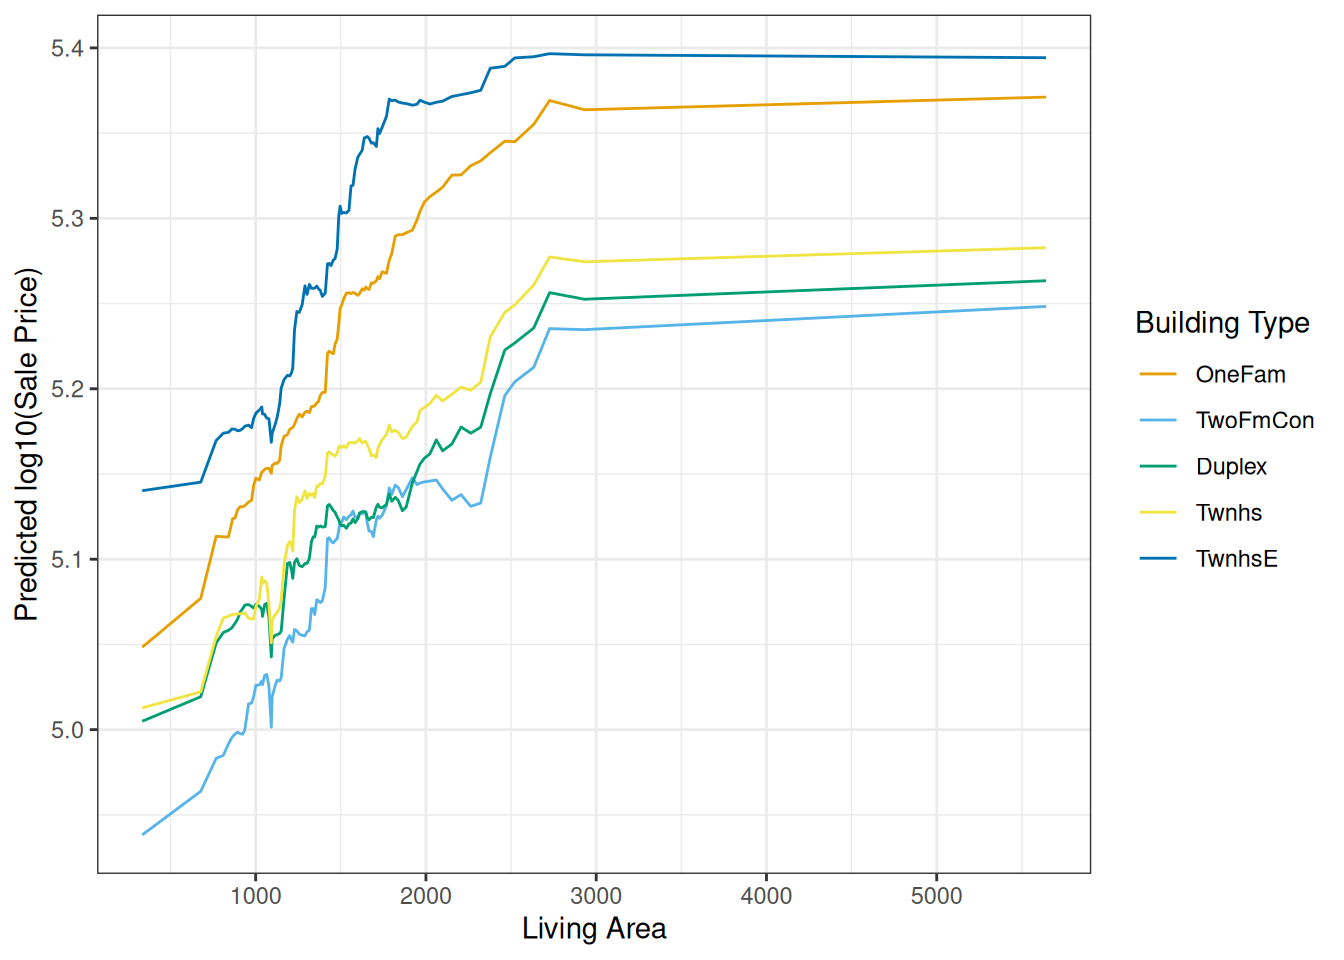 5.4
5.3
5.2
5.1
5.0
Predicted log10(Sale Price)
1000 2000 3000 4000 5000
Living Area
Building Type
OneFam
TwoFmCon
Duplex
Twnhs
TwnhsE